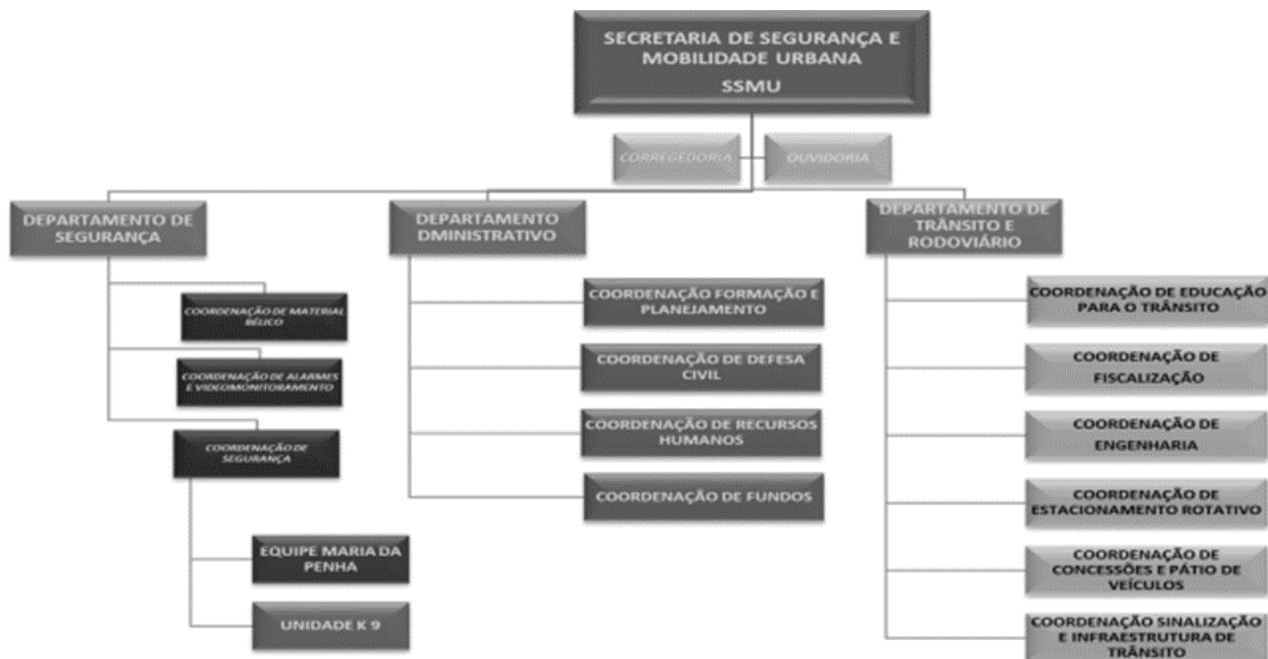 SECRETARIA DE SEGURANÇA E
MOBILIDADE URBANA
SSMU
CORREGEDORIA
OUVIDORIA
DEPARTAMENTO DE
SEGURANÇA
COORDENAÇÃO DE MATERIAL
BÉLICO
COORDENAÇÃO DE ALARMES
E VIDEOMONITORAMENTO
COORDENAÇÃO DE
SEGURANÇA
EQUIPE MARIA DA
PENHA
UNIDADE K 9
DEPARTAMENTO
DMINISTRATIVO
COORDENAÇÃO FORMAÇÃO E
PLANEJAMENTO
COORDENAÇÃO DE DEFESA
CIVIL
COORDENAÇÃO DE RECURSOS
HUMANOS
COORDENAÇÃO DE FUNDOS
DEPARTAMENTO DE
TRÂNSITO E
RODOVIÁRIO
COORDENAÇÃO DE EDUCAÇÃO
PARA O TRÂNSITO
COORDENAÇÃO DE
FISCALIZAÇÃO
COORDENAÇÃO DE
ENGENHARIA
COORDENAÇÃO DE
ESTACIONAMENTO ROTATIVO
COORDENAÇÃO DE
CONCESSÕES E PÁTIO DE
VEÍCULOS
COORDENAÇÃO SINALIZAÇÃO
E INFRAESTRUTURA DE
TRÂNSITO